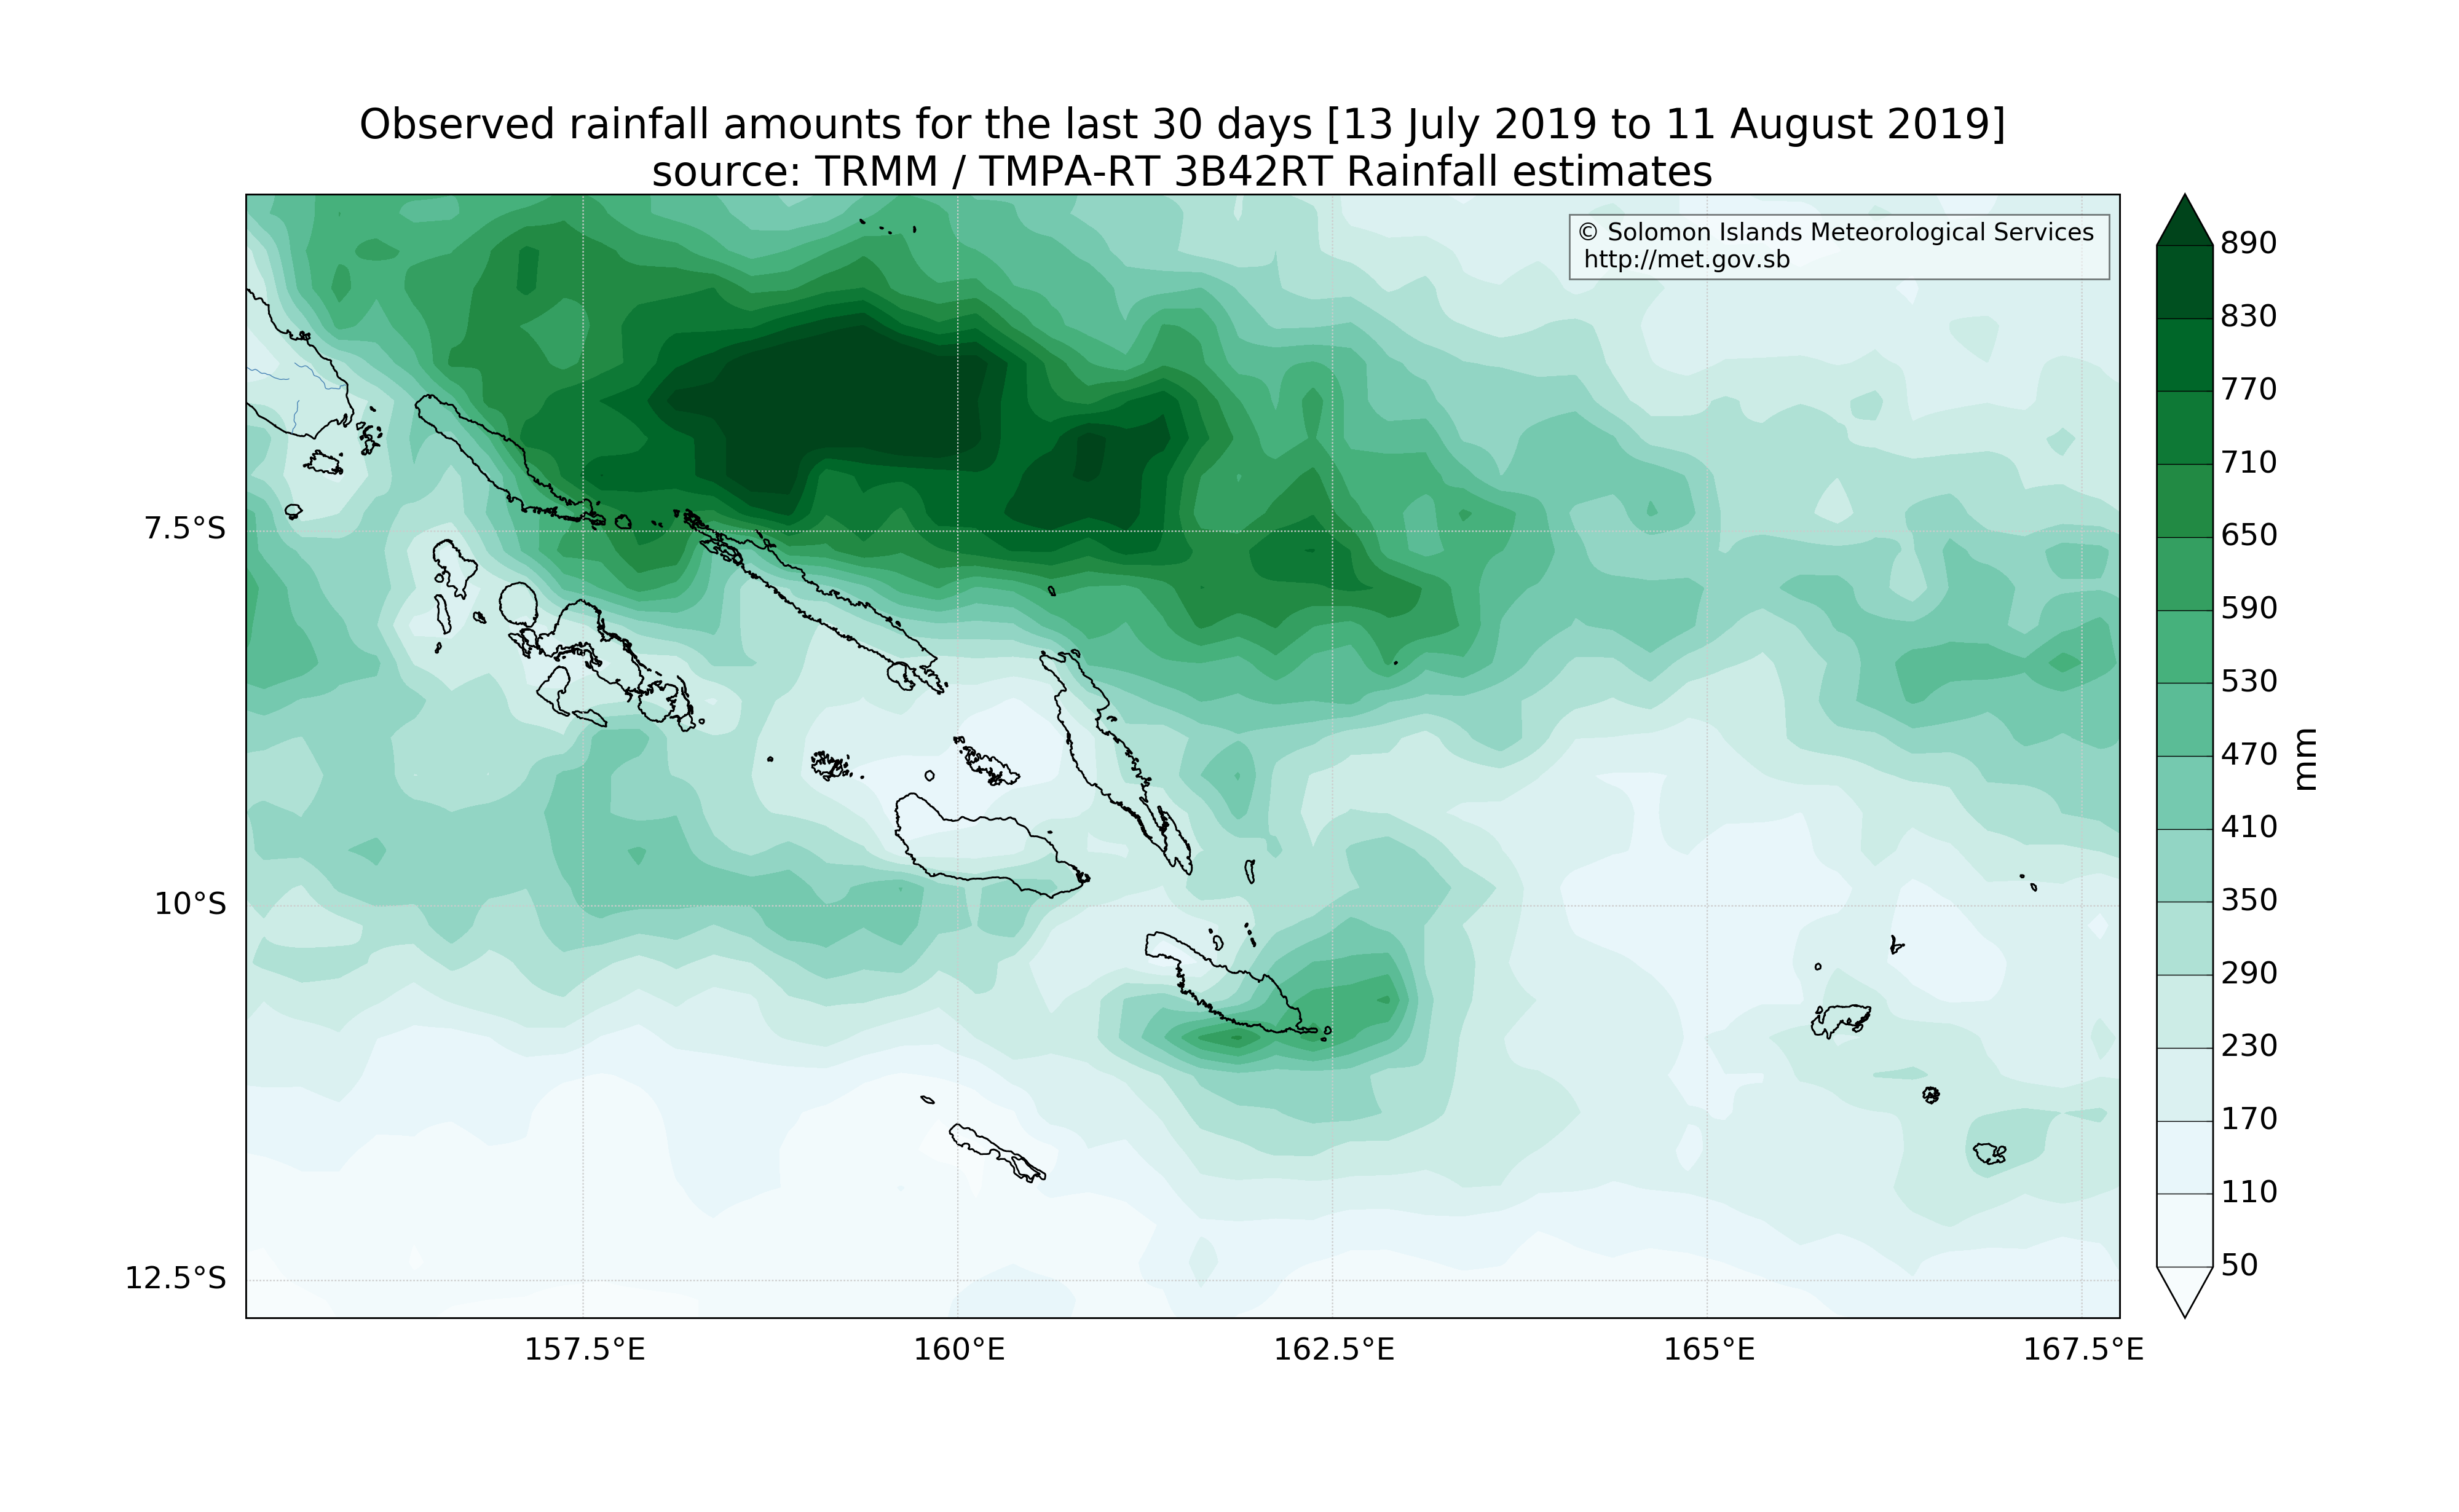 Observed rainfall amounts for the last 30 days [13 July 2019 to 11 August 2019]
source: TRMM / TMPA-RT 3B42RT Rainfall estimates
© Solomon Islands Meteorological Services
http://met.gov.sb
890
830
770
710
650
590
530
470
410
350
290
230
170
110
50
mm
7.5°S
10°S
12.5°S
157.5°E
160°E
162.5°E
165°E
167.5°E